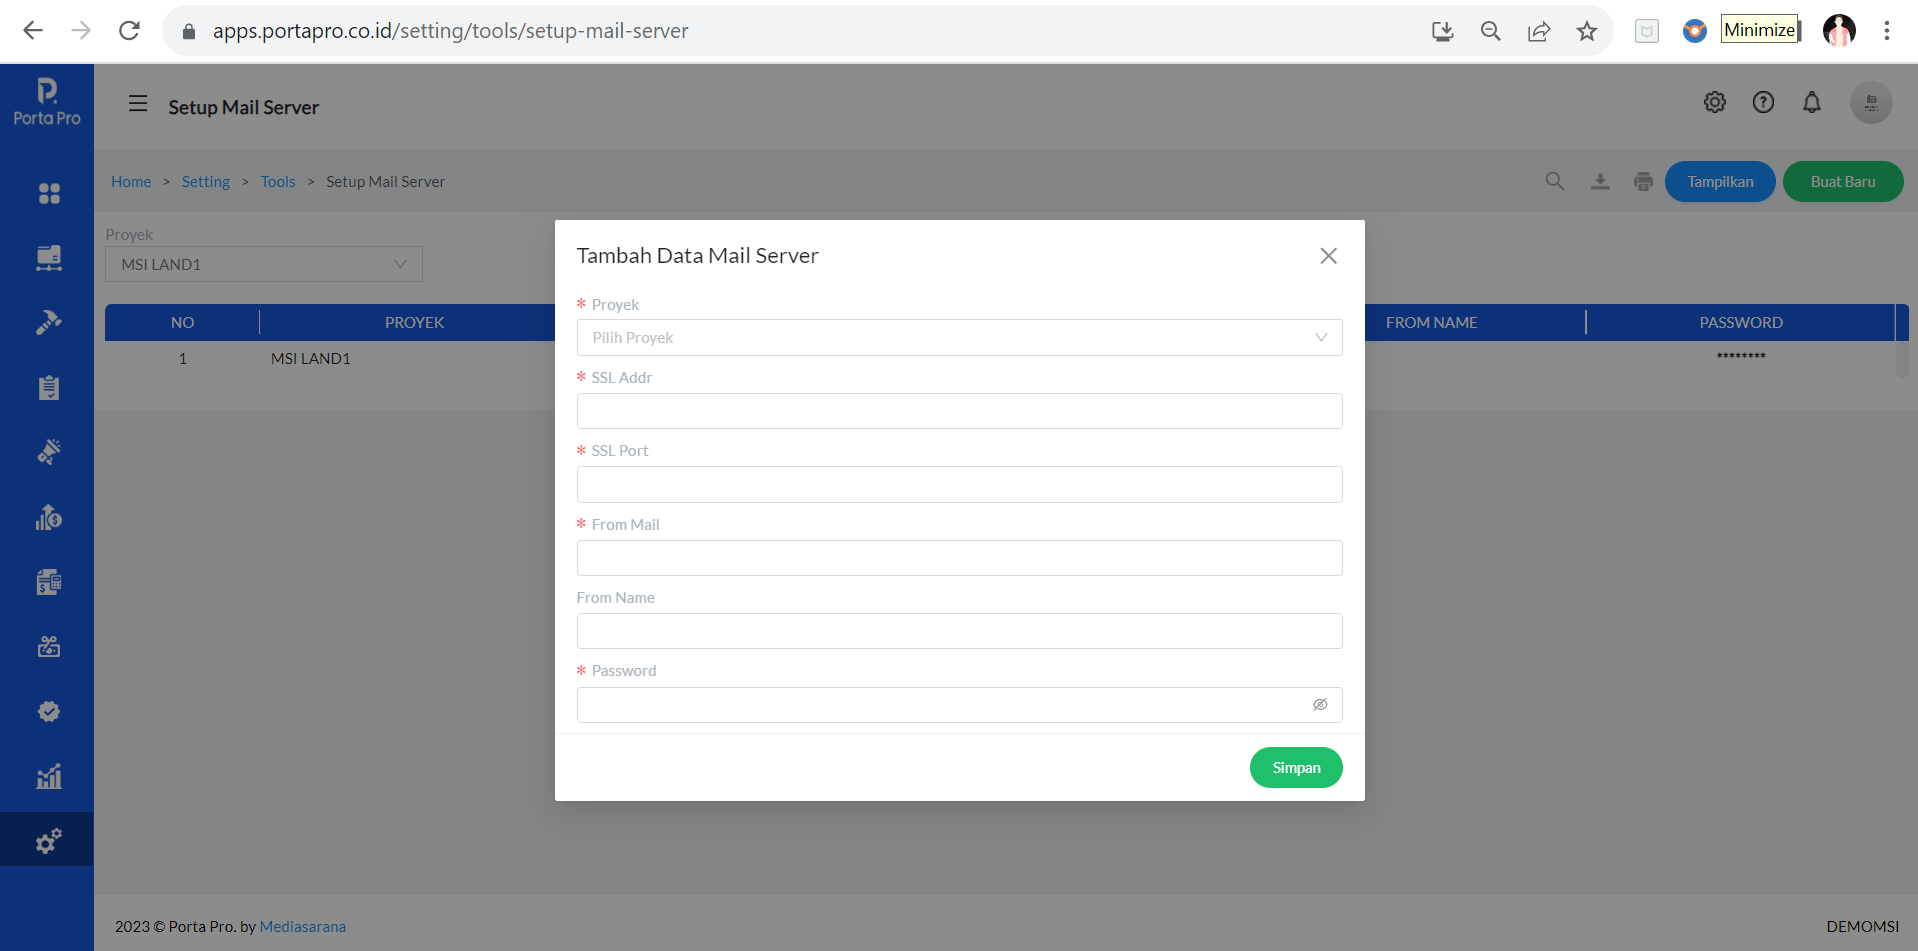 apps.portapro.co.id/setting/tools/setup-mail-server
Minimize
Porta Pro
Setup Mail Server
Home > Setting > Tools > Setup Mail Server
Tampilkan
Buat Baru
Proyek
MSI LAND1
NO
PROYEK
FROM NAME
PASSWORD
1
MSI LAND1
********
Tambah Data Mail Server
* Proyek
Pilih Proyek
* SSL Addr
* SSL Port
* From Mail
From Name
* Password
Simpan
2023 © Porta Pro. by Mediasarana
DEMOMSI